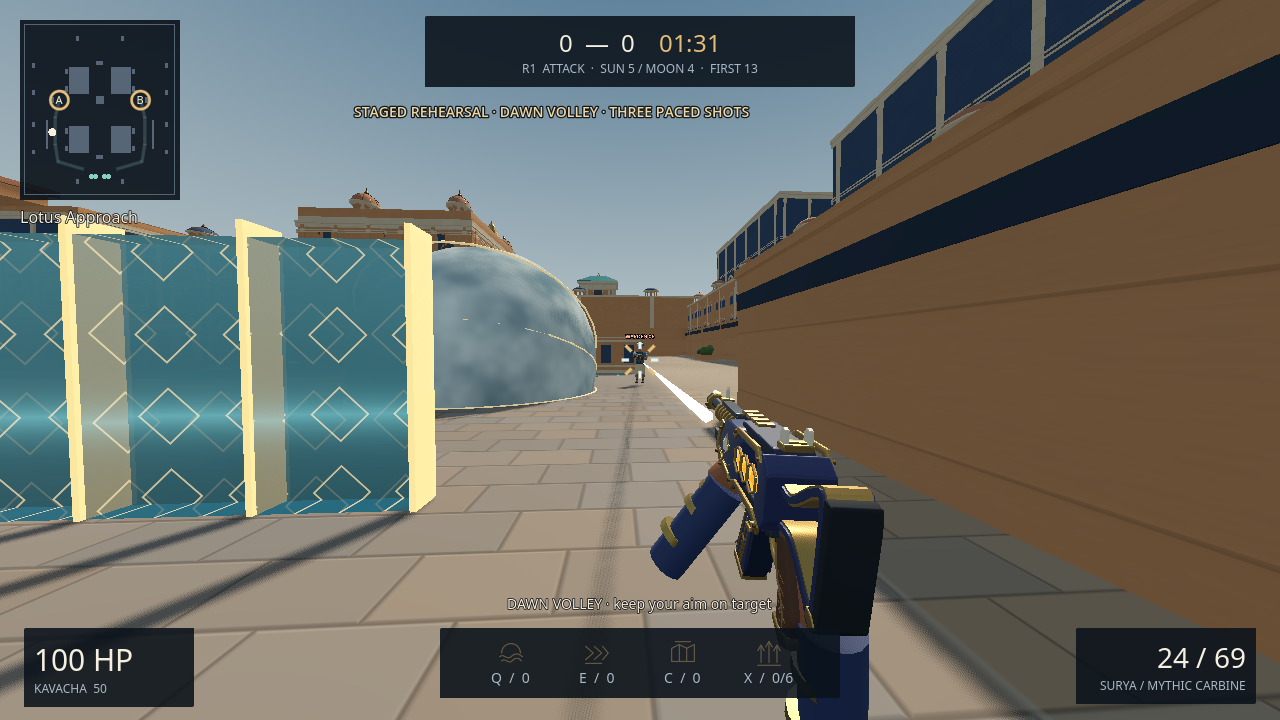 A
B
Lotus Approach
0 — 0 01:31
R1 ATTACK · SUN 5 / MOON 4 · FIRST 13
STAGED REHEARSAL · DAWN VOLLEY · THREE PACED SHOTS
DAWN VOLLEY · keep your aim on target
100 HP
KAVACHA 50
Q / 0
E / 0
C / 0
X / 0/6
24 / 69
SURYA / MYTHIC CARBINE